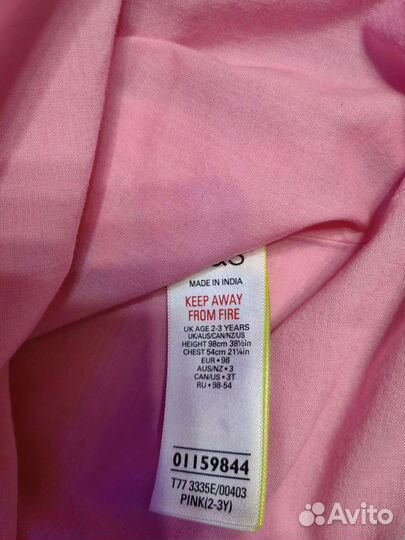 MADE IN INDIA
KEEP AWAY
FROM FIRE
UK AGE 2-3 YEARS
UK/AUS/CAN/NZ/US
HEIGHT 98cm 38½in
CHEST 54cm 21¼in
EUR • 98
AUS/NZ • 3
CAN/US • 3T
RU • 98-54
01159844
T77 3335E/00403
PINK(2-3Y)
Avito